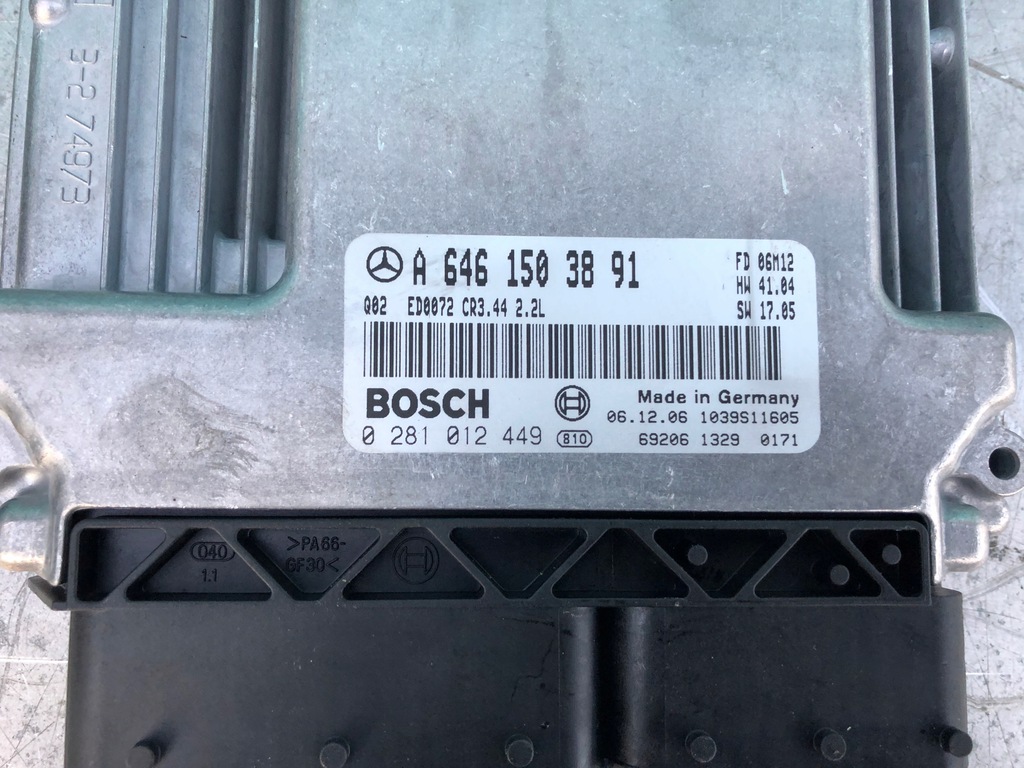 3-2 74973
A 646 150 38 91
FD 06M12
HW 41.04
Q02 ED0072 CR3.44 2.2L
SW 17.05
BOSCH
Made in Germany
06.12.06 1039S11605
0 281 012 449 810
69206 1329 0171
040
1.1
>PA66-
GF30<